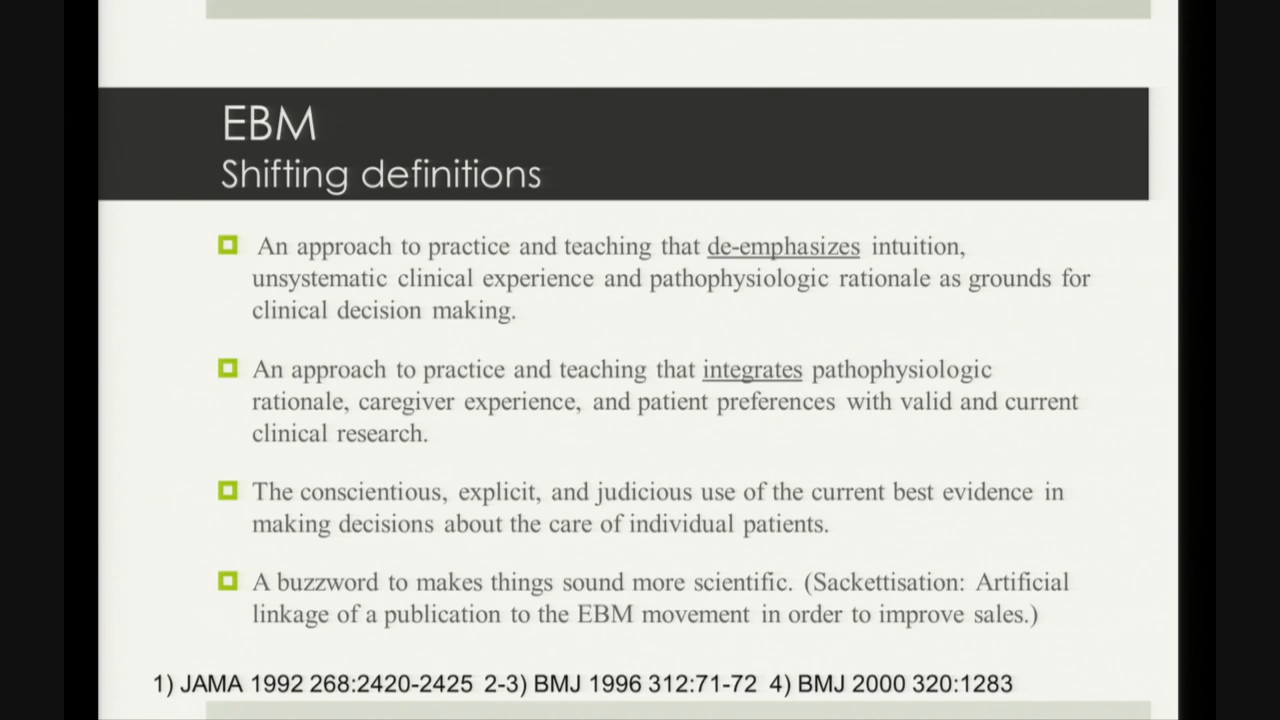 EBM
Shifting definitions
An approach to practice and teaching that de-emphasizes intuition,
unsystematic clinical experience and pathophysiologic rationale as grounds for
clinical decision making.
An approach to practice and teaching that integrates pathophysiologic
rationale, caregiver experience, and patient preferences with valid and current
clinical research.
The conscientious, explicit, and judicious use of the current best evidence in
making decisions about the care of individual patients.
A buzzword to makes things sound more scientific. (Sackettisation: Artificial
linkage of a publication to the EBM movement in order to improve sales.)
1) JAMA 1992 268:2420-2425 2-3) BMJ 1996 312:71-72 4) BMJ 2000 320:1283